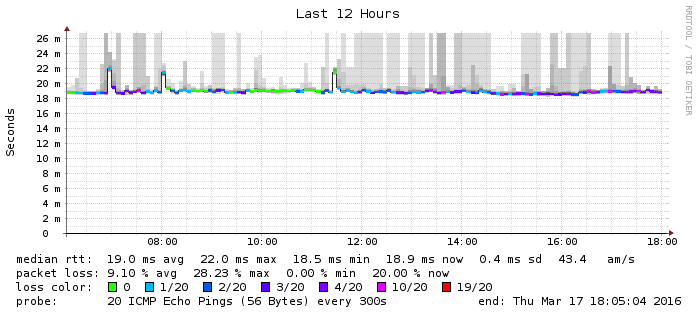 Last 12 Hours
RRDTOOL / TOBI OETIKER
Seconds
26 m
24 m
22 m
20 m
18 m
16 m
14 m
12 m
10 m
8 m
6 m
4 m
2 m
0
08:00 10:00 12:00 14:00 16:00 18:00
median rtt: 19.0 ms avg 22.0 ms max 18.5 ms min 18.9 ms now 0.4 ms sd 43.4 am/s
packet loss: 9.10 % avg 28.23 % max 0.00 % min 20.00 % now
loss color: 0 1/20 2/20 3/20 4/20 10/20 19/20
probe: 20 ICMP Echo Pings (56 Bytes) every 300s end: Thu Mar 17 18:05:04 2016